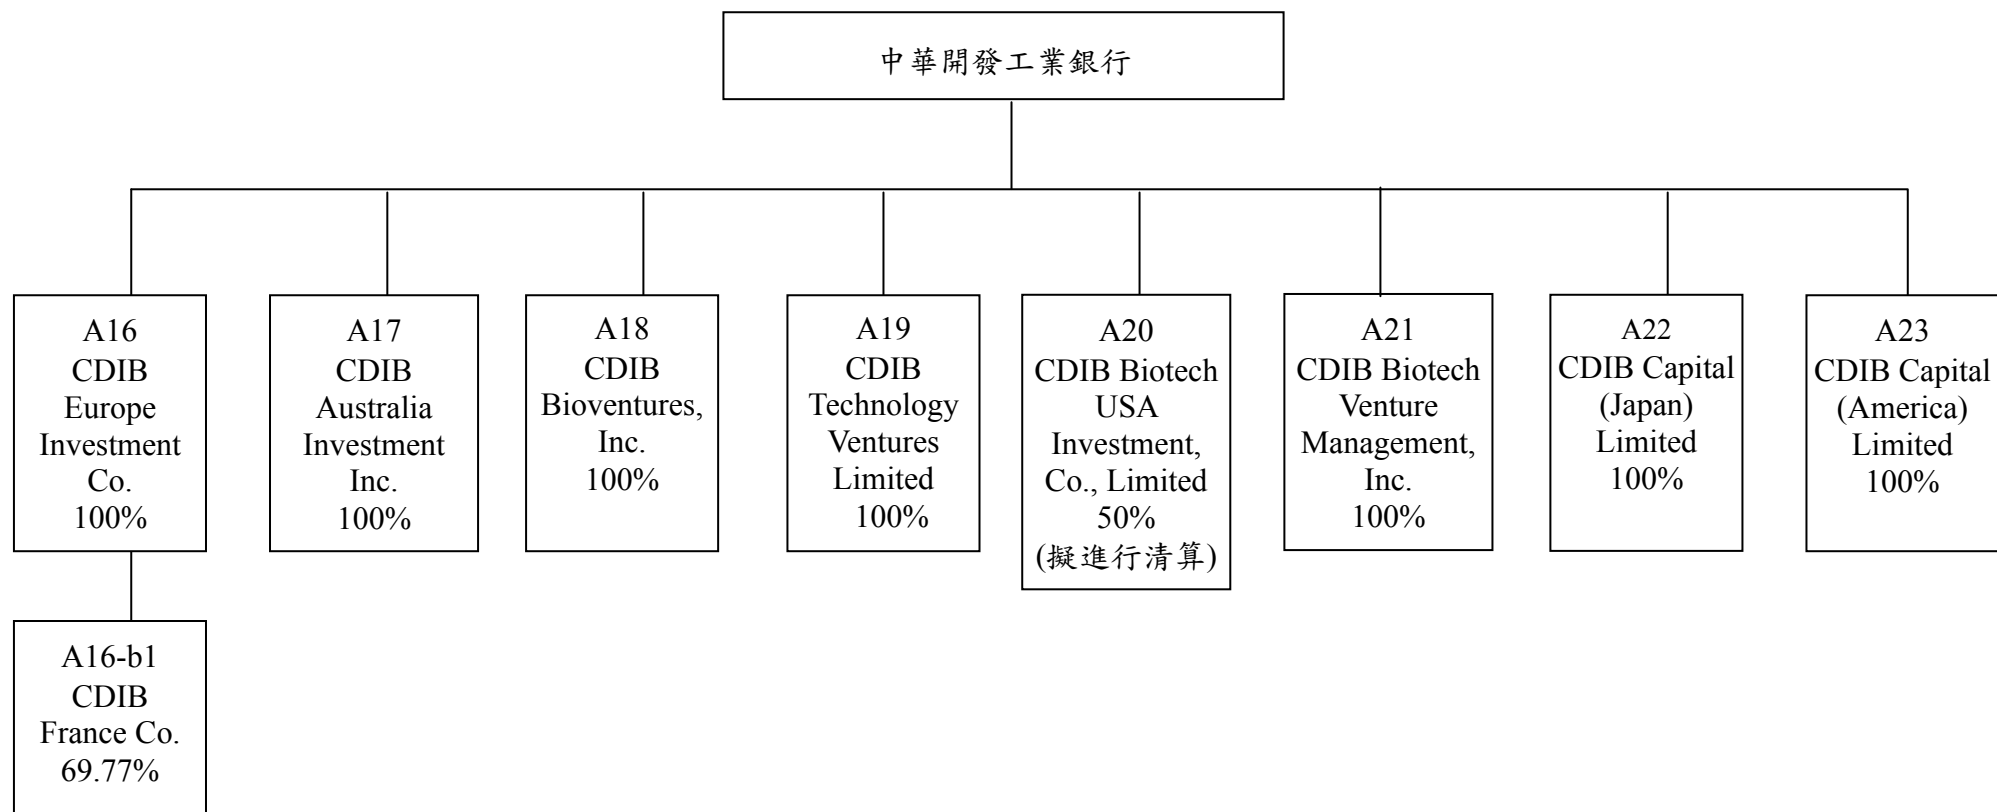 中華開發工業銀行
A16
CDIB
Europe
Investment
Co.
100%
A17
CDIB
Australia
Investment
Inc.
100%
A18
CDIB
Bioventures,
Inc.
100%
A19
CDIB
Technology
Ventures
Limited
100%
A20
CDIB Biotech
USA
Investment,
Co., Limited
50%
(擬進行清算)
A21
CDIB Biotech
Venture
Management,
Inc.
100%
A22
CDIB Capital
(Japan)
Limited
100%
A23
CDIB Capital
(America)
Limited
100%
A16-b1
CDIB
France Co.
69.77%